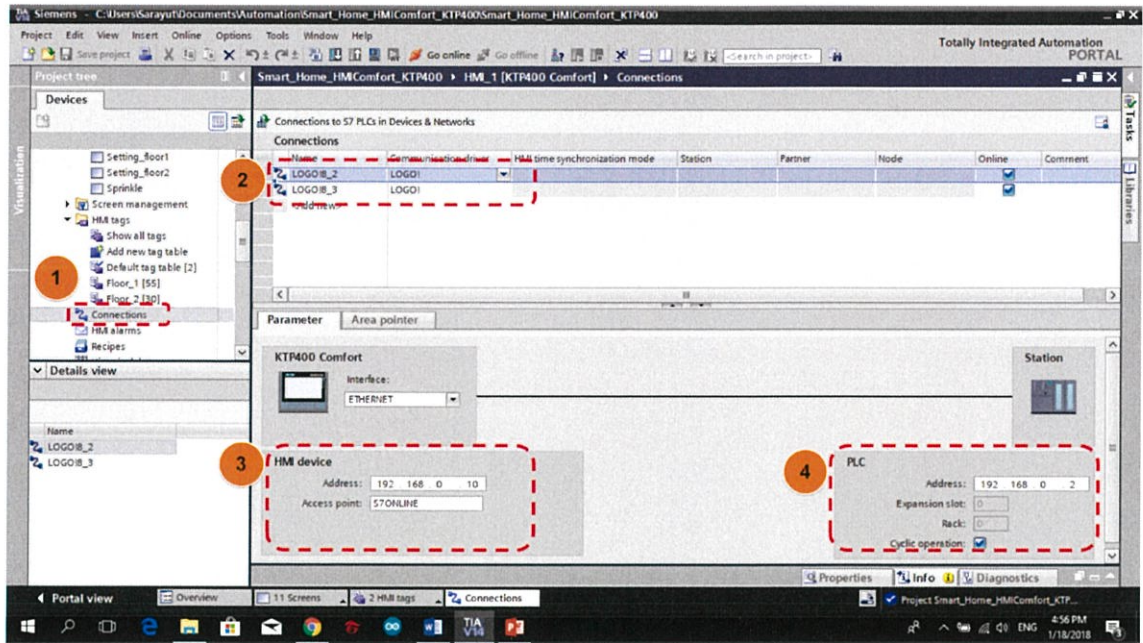 Siemens - C:\Users\Sarayut\Documents\Automation\Smart_Home_HMIComfort_KTP400\Smart_Home_HMIComfort_KTP400
Project Edit View Insert Online Options Tools Window Help
Totally Integrated Automation
PORTAL
Save project Go online Go offline <Search in project>
Project tree
Smart_Home_HMIComfort_KTP400 HMI_1 [KTP400 Comfort] Connections
Devices
Connections to S7 PLCs in Devices & Networks
Connections
Name Communication driver HMI time synchronization mode Station Partner Node Online Comment
LOGO!8_2 LOGO!
LOGO!8_3 LOGO!
<Add new>
Setting_floor1
Setting_floor2
Sprinkle
Screen management
HMI tags
Show all tags
Add new tag table
Default tag table [2]
Floor_1 [55]
Floor_2 [30]
Connections
HMI alarms
Recipes
1
2
Visualization
Tasks
Libraries
Details view
Name
LOGO!8_2
LOGO!8_3
Parameter Area pointer
KTP400 Comfort
Interface:
ETHERNET
Station
3
HMI device
Address: 192 168 0 10
Access point: S7ONLINE
4
PLC
Address: 192 168 0 2
Expansion slot: 0
Rack: 0
Cyclic operation:
Properties Info Diagnostics
Portal view Overview 11 Screens 2 HMI tags Connections
Project Smart_Home_HMIComfort_KTP...
TIA
V14
ENG
4:56 PM
1/18/2018